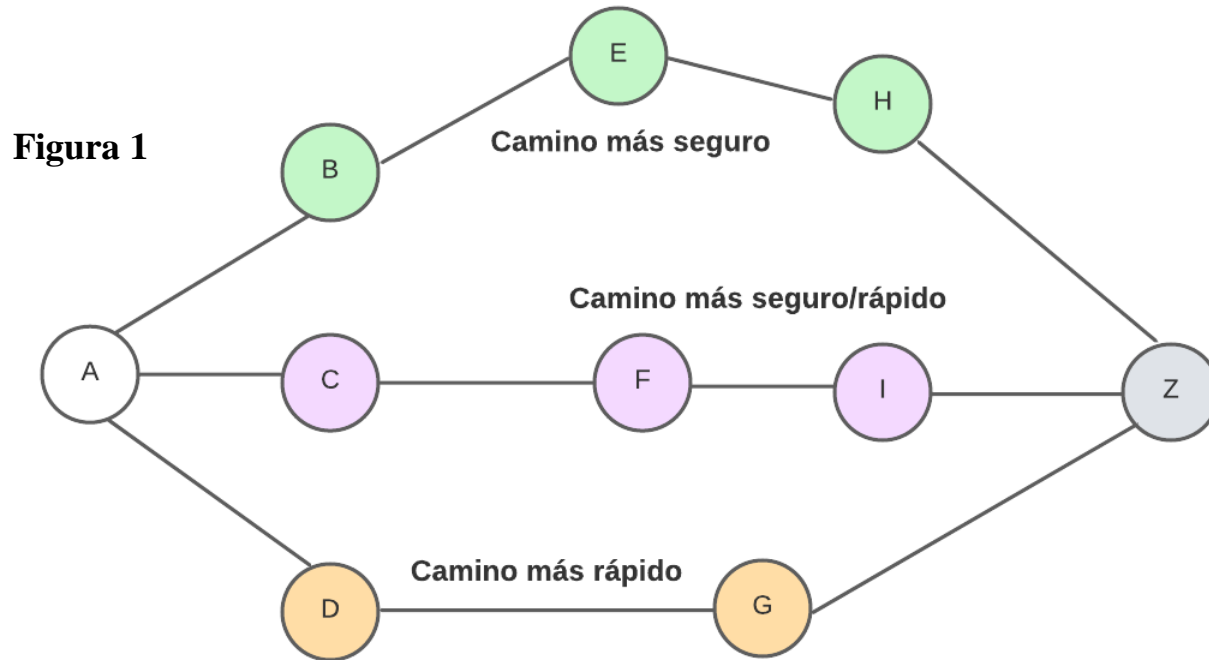 E
H
Camino más seguro
Figura 1
B
Camino más seguro/rápido
A
C
F
I
Z
Camino más rápido
D
G